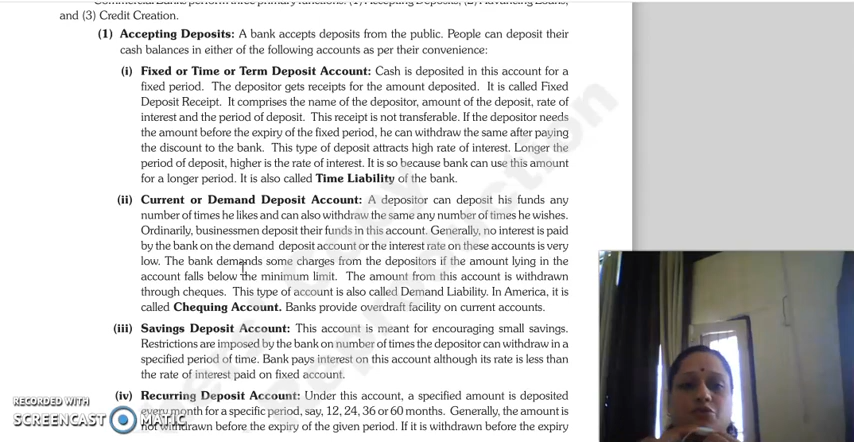 and (3) Credit Creation.
(1) Accepting Deposits: A bank accepts deposits from the public. People can deposit their
cash balances in either of the following accounts as per their convenience:
(i) Fixed or Time or Term Deposit Account: Cash is deposited in this account for a
fixed period. The depositor gets receipts for the amount deposited. It is called Fixed
Deposit Receipt. It comprises the name of the depositor, amount of the deposit, rate of
interest and the period of deposit. This receipt is not transferable. If the depositor needs
the amount before the expiry of the fixed period, he can withdraw the same after paying
the discount to the bank. This type of deposit attracts high rate of interest. Longer the
period of deposit, higher is the rate of interest. It is so because bank can use this amount
for a longer period. It is also called Time Liability of the bank.
(ii) Current or Demand Deposit Account: A depositor can deposit his funds any
number of times he likes and can also withdraw the same any number of times he wishes.
Ordinarily, businessmen deposit their funds in this account. Generally, no interest is paid
by the bank on the demand deposit account or the interest rate on these accounts is very
low. The bank demands some charges from the depositors if the amount lying in the
account falls below the minimum limit. The amount from this account is withdrawn
through cheques. This type of account is also called Demand Liability. In America, it is
called Chequing Account. Banks provide overdraft facility on current accounts.
(iii) Savings Deposit Account: This account is meant for encouraging small savings.
Restrictions are imposed by the bank on number of times the depositor can withdraw in a
specified period of time. Bank pays interest on this account although its rate is less than
the rate of interest paid on fixed account.
(iv) Recurring Deposit Account: Under this account, a specified amount is deposited
every month for a specific period, say, 12, 24, 36 or 60 months. Generally, the amount is
not withdrawn before the expiry of the given period. If it is withdrawn before the expiry
RECORDED WITH
SCREENCAST MATIC